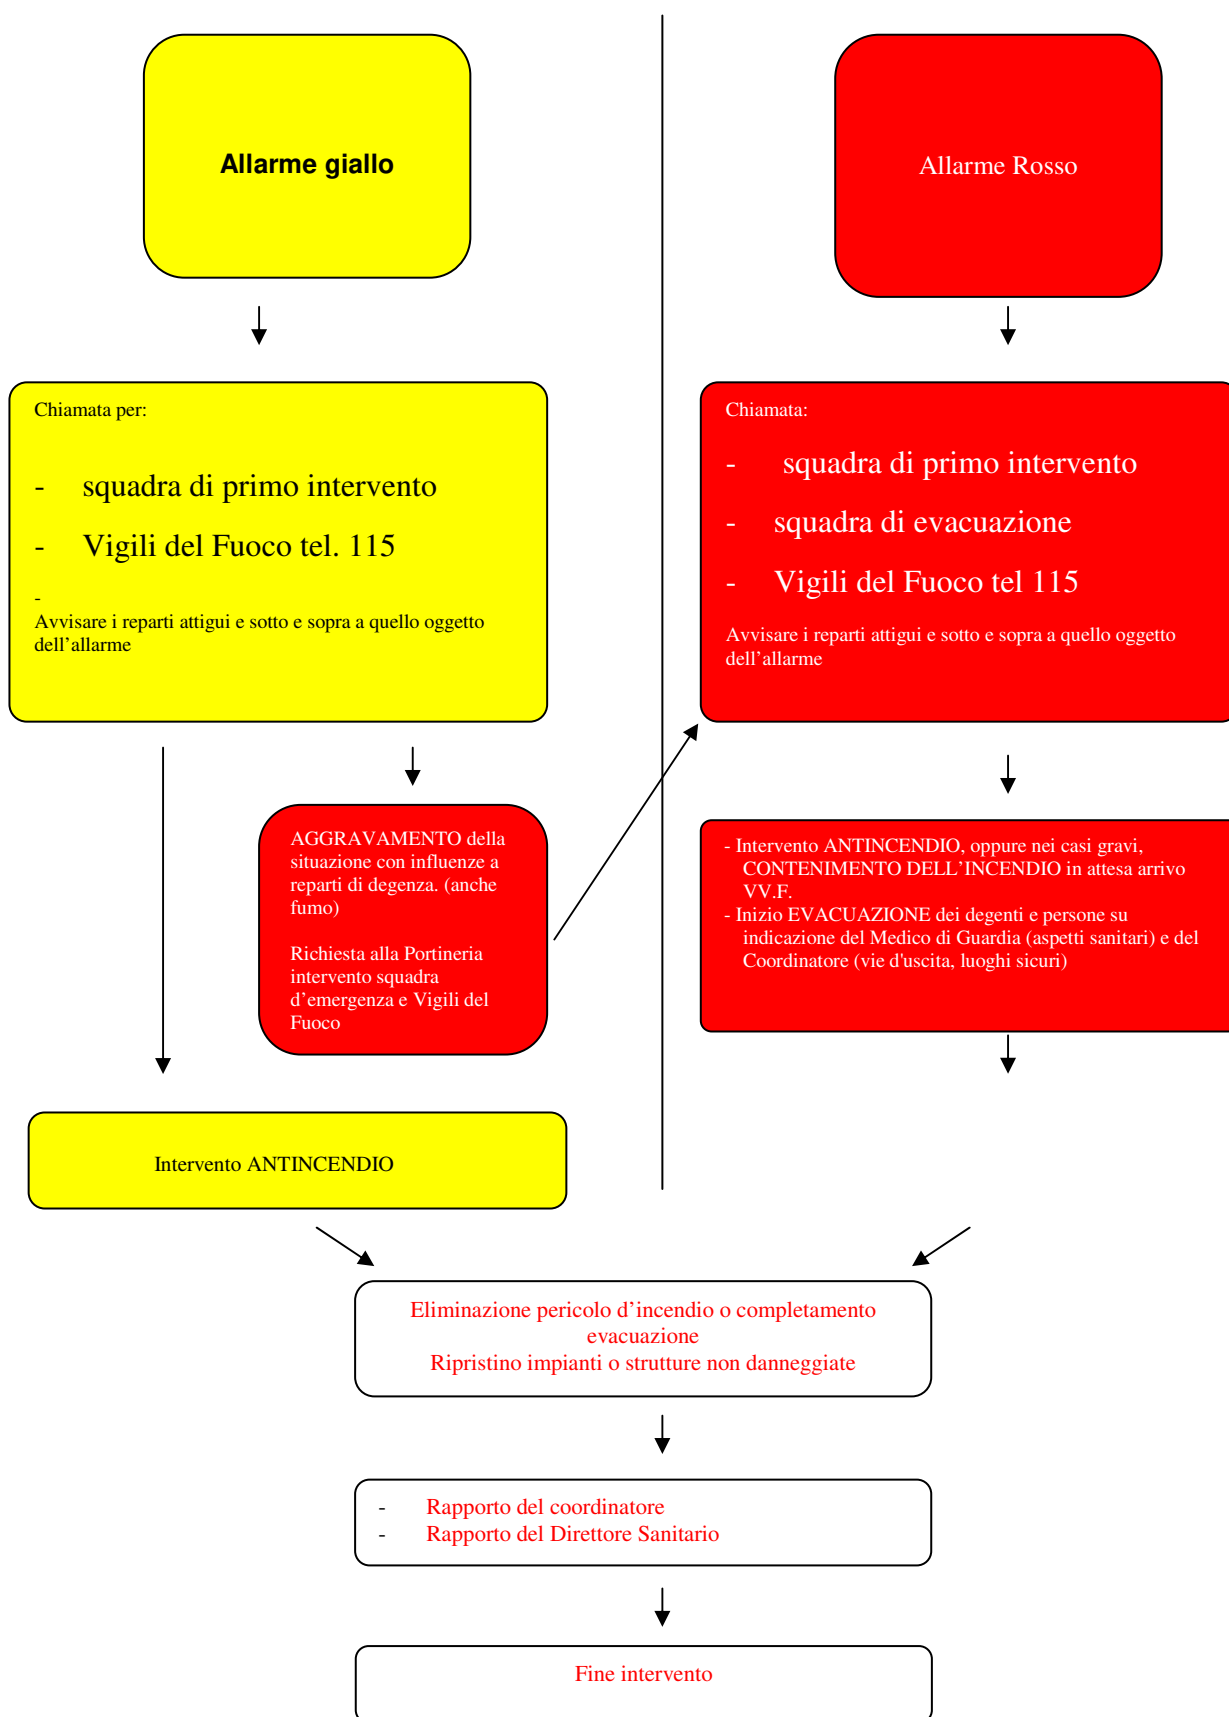 Allarme giallo
Allarme Rosso
Chiamata per:
- squadra di primo intervento
- Vigili del Fuoco tel. 115
-
Avvisare i reparti attigui e sotto e sopra a quello oggetto
dell’allarme
Chiamata:
- squadra di primo intervento
- squadra di evacuazione
- Vigili del Fuoco tel 115
Avvisare i reparti attigui e sotto e sopra a quello oggetto
dell’allarme
AGGRAVAMENTO della
situazione con influenze a
reparti di degenza. (anche
fumo)
Richiesta alla Portineria
intervento squadra
d’emergenza e Vigili del
Fuoco
- Intervento ANTINCENDIO, oppure nei casi gravi,
CONTENIMENTO DELL’INCENDIO in attesa arrivo
VV.F.
- Inizio EVACUAZIONE dei degenti e persone su
indicazione del Medico di Guardia (aspetti sanitari) e del
Coordinatore (vie d'uscita, luoghi sicuri)
Intervento ANTINCENDIO
Eliminazione pericolo d’incendio o completamento
evacuazione
Ripristino impianti o strutture non danneggiate
- Rapporto del coordinatore
- Rapporto del Direttore Sanitario
Fine intervento